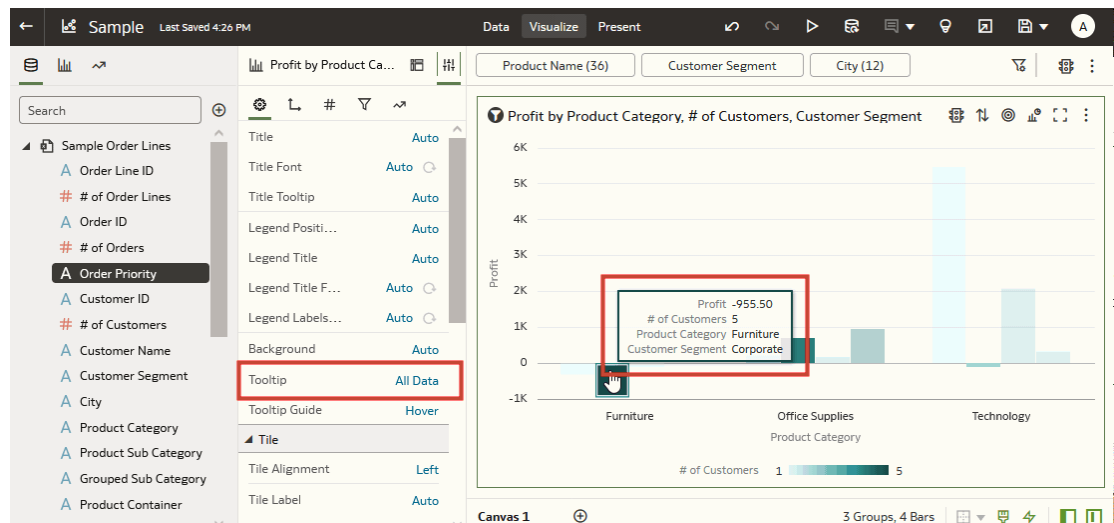 Sample Last Saved 4:26 PM
Data Visualize Present
A
Search
Sample Order Lines
A Order Line ID
# # of Order Lines
A Order ID
# # of Orders
A Order Priority
A Customer ID
# # of Customers
A Customer Name
A Customer Segment
A City
A Product Category
A Product Sub Category
A Grouped Sub Category
A Product Container
Profit by Product Ca...
#
Title Auto
Title Font Auto
Title Tooltip Auto
Legend Positi... Auto
Legend Title Auto
Legend Title F... Auto
Legend Labels... Auto
Background Auto
Tooltip All Data
Tooltip Guide Hover
Tile
Tile Alignment Left
Tile Label Auto
Product Name (36) Customer Segment City (12)
Profit by Product Category, # of Customers, Customer Segment
6K
5K
4K
3K
2K
1K
0
-1K
Profit
Profit -955.50
# of Customers 5
Product Category Furniture
Customer Segment Corporate
Furniture Office Supplies Technology
Product Category
# of Customers 1 5
Canvas 1 3 Groups, 4 Bars